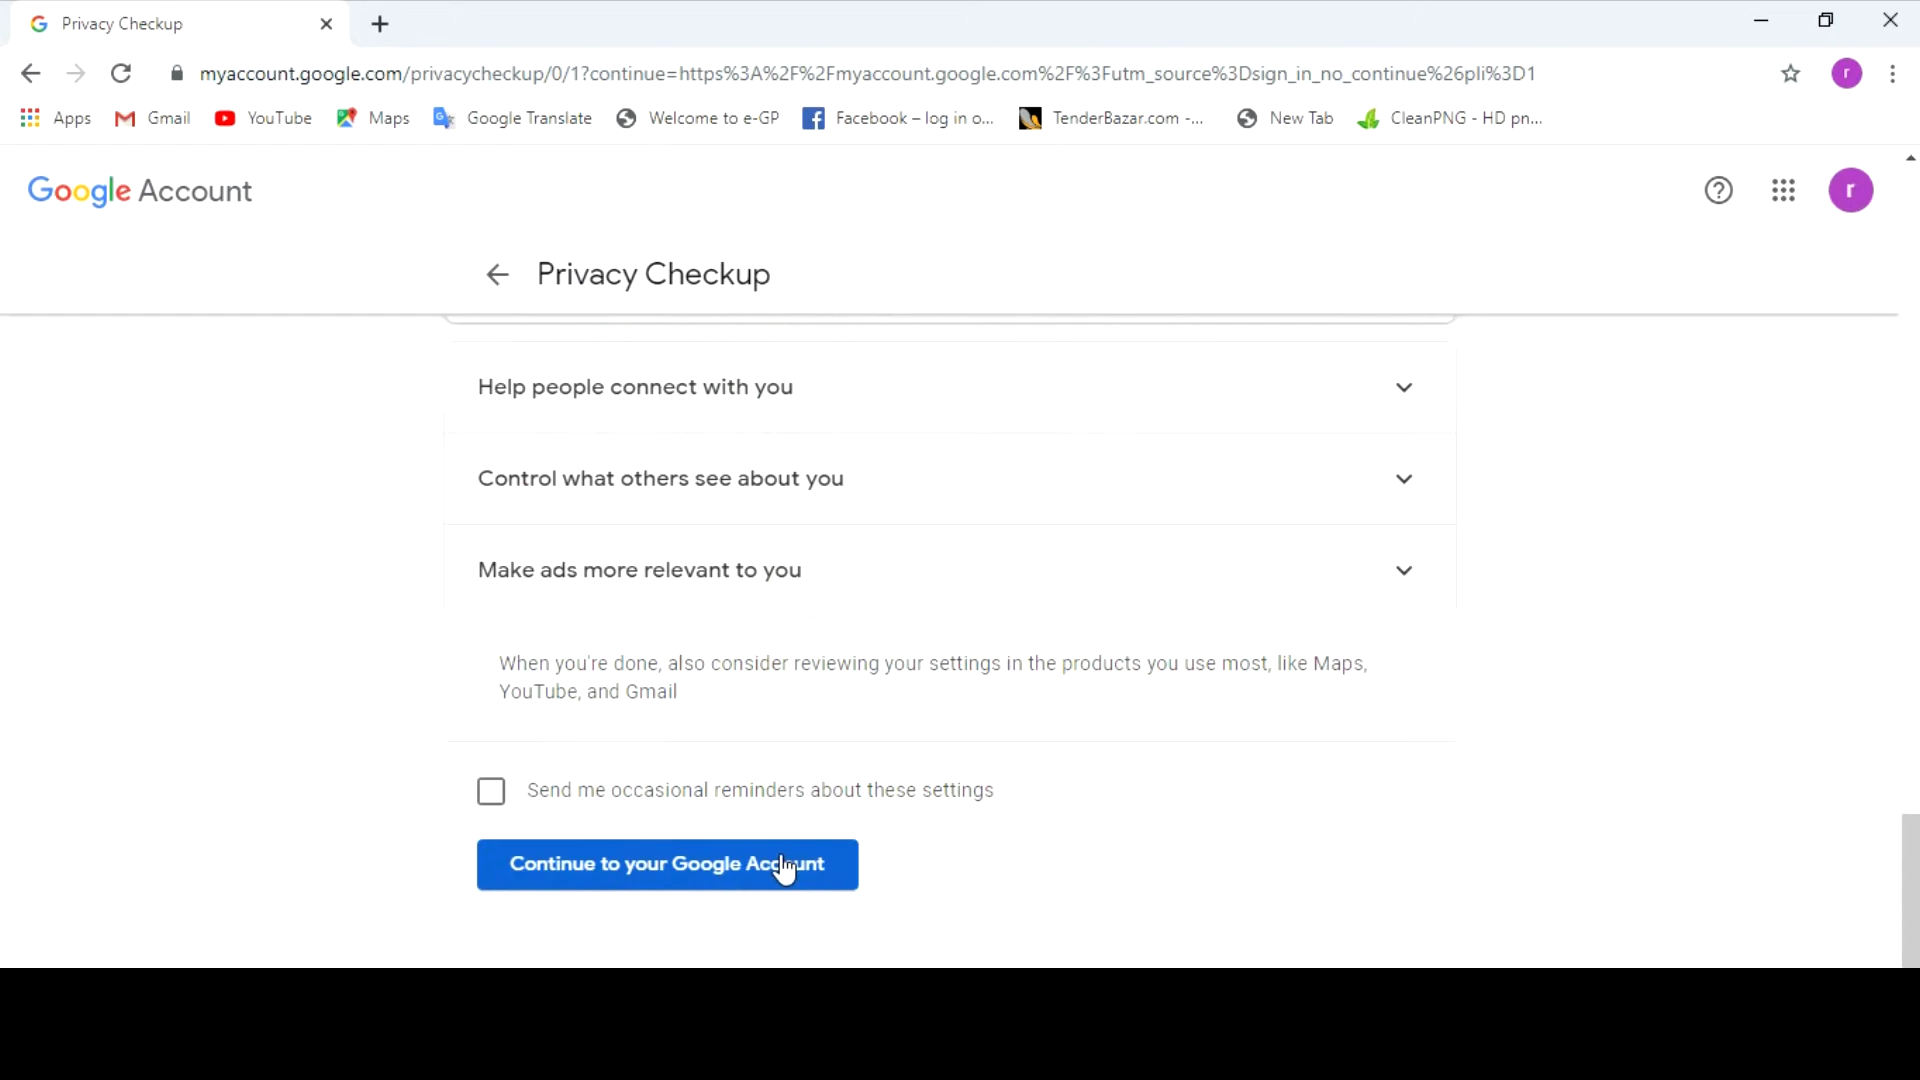 Privacy Checkup
myaccount.google.com/privacycheckup/0/1?continue=https%3A%2F%2Fmyaccount.google.com%2F%3Futm_source%3Dsign_in_no_continue%26pli%3D1
r
Apps Gmail YouTube Maps Google Translate Welcome to e-GP Facebook – log in o... TenderBazar.com -... New Tab CleanPNG - HD pn...
Google Account
r
Privacy Checkup
Help people connect with you
Control what others see about you
Make ads more relevant to you
When you're done, also consider reviewing your settings in the products you use most, like Maps,
YouTube, and Gmail
Send me occasional reminders about these settings
Continue to your Google Account